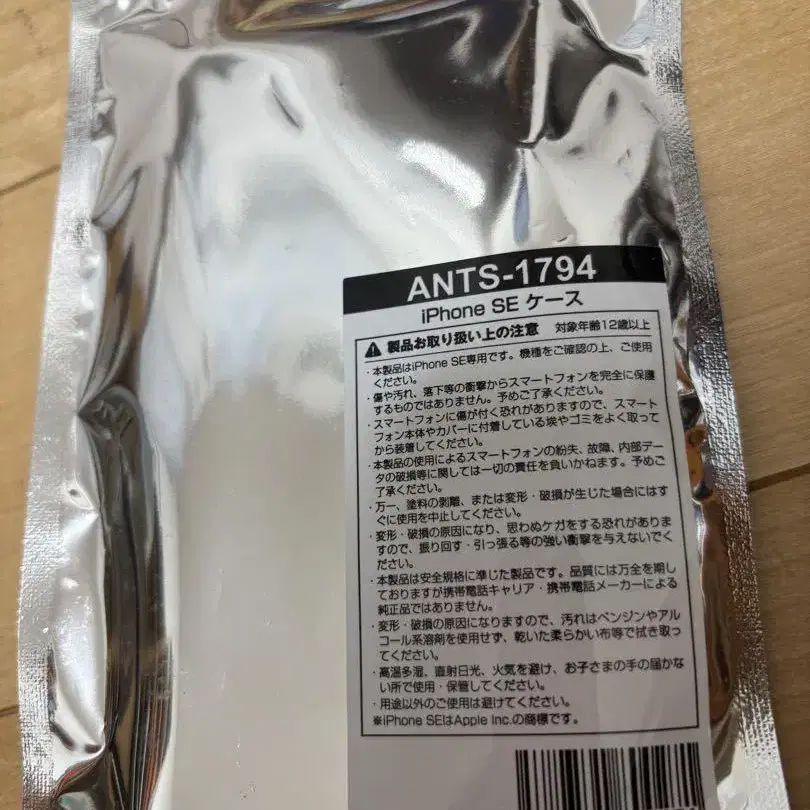 ANTS-1794
iPhone SE ケース
製品お取り扱い上の注意 対象年齢12歳以上
・本製品はiPhone SE専用です。機種をご確認の上、ご使用
ください。
・傷や汚れ、落下等の衝撃からスマートフォンを完全に保護
するものではありません。予めご了承ください。
・スマートフォンに傷が付く恐れがありますので、スマート
フォン本体やカバーに付着している埃やゴミをよく取って
から装着してください。
・本製品の使用によるスマートフォンの紛失、故障、内部デー
タの破損等に関しては一切の責任を負いかねます。予めご
了承ください。
・万一、塗料の剥離、または変形・破損が生じた場合にはす
ぐに使用を中止してください。
・変形・破損の原因になり、思わぬケガをする恐れがありま
すので、振り回す・引っ張る等の強い衝撃を与えないでく
ださい。
・本製品は安全規格に準じた製品です。品質には万全を期し
ておりますが携帯電話キャリア・携帯電話メーカーによる
純正品ではありません。
・変形・破損の原因になりますので、汚れはベンジンやアル
コール系溶剤を使用せず、乾いた柔らかい布等で拭き取っ
てください。
・高温多湿、直射日光、火気を避け、お子さまの手の届かな
い所で使用・保管してください。
・用途以外のご使用は避けてください。
※iPhone SEはApple Inc.の商標です。